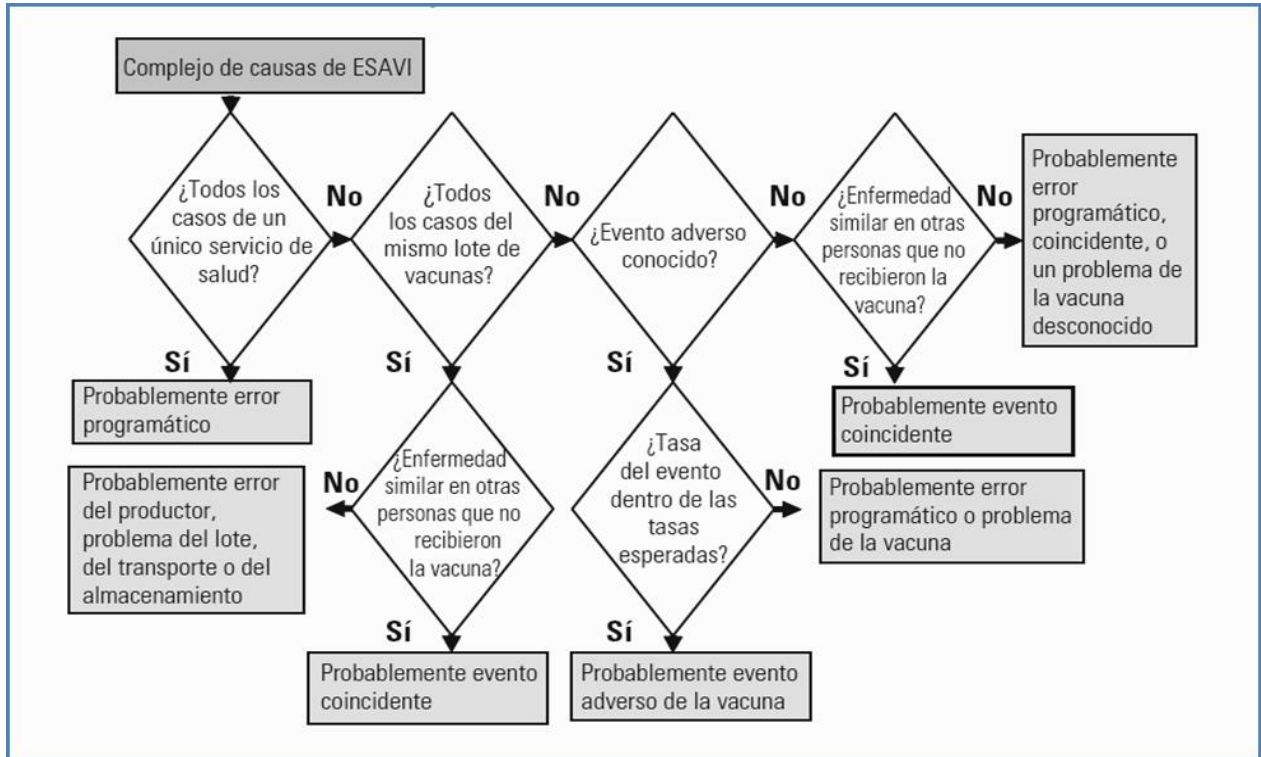 Complejo de causas de ESAVI
¿Todos los
casos de un
único servicio de
salud?
No
¿Todos
los casos del
mismo lote de
vacunas?
No
¿Evento adverso
conocido?
No
¿Enfermedad
similar en otras
personas que no
recibieron la
vacuna?
No
Probablemente
error
programático,
coincidente, o
un problema de
la vacuna
desconocido
Sí
Probablemente error
programático
Sí
Sí
Sí
Probablemente evento
coincidente
Probablemente error
del productor,
problema del lote,
del transporte o del
almacenamiento
No
¿Enfermedad
similar en otras
personas que no
recibieron
la vacuna?
¿Tasa
del evento
dentro de las
tasas
esperadas?
No
Probablemente error
programático o problema
de la vacuna
Sí
Probablemente evento
coincidente
Sí
Probablemente evento
adverso de la vacuna